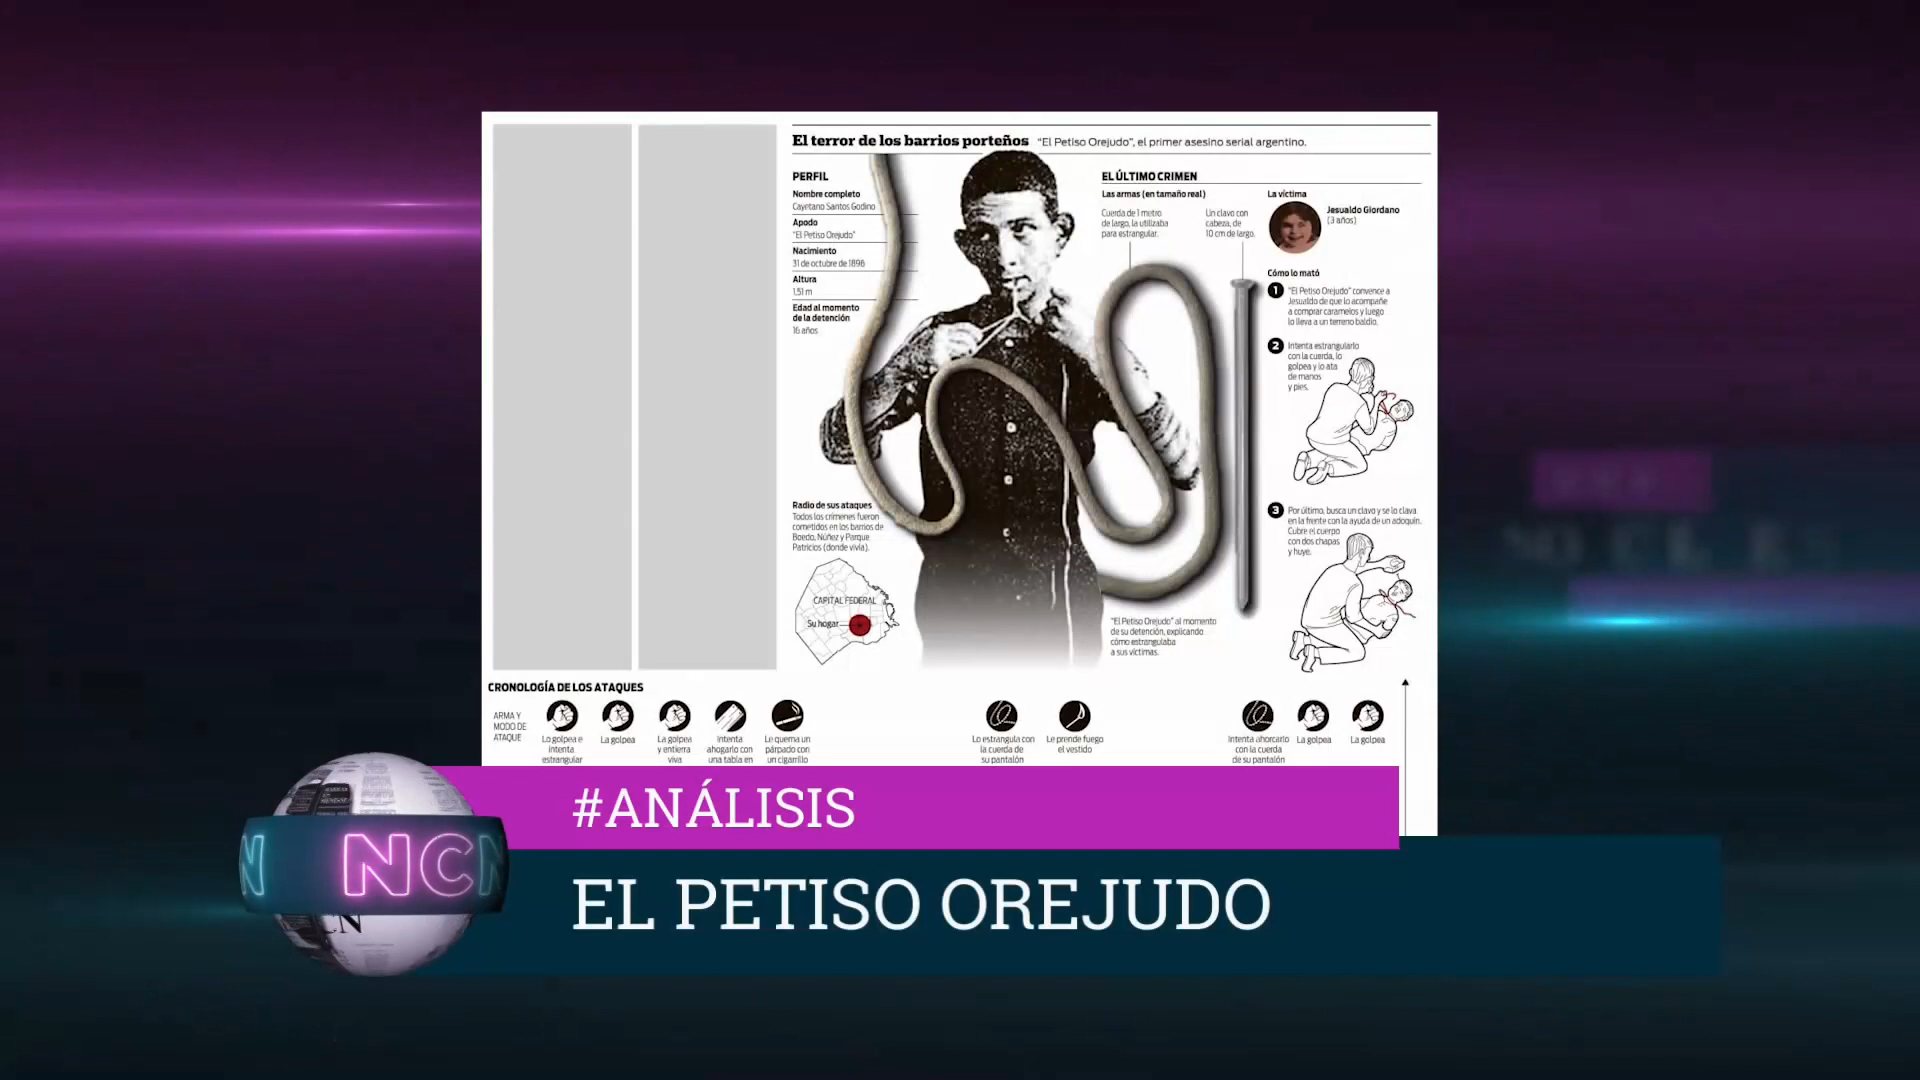 El terror de los barrios porteños "El Petiso Orejudo", el primer asesino serial argentino.
PERFIL
Nombre completo
Cayetano Santos Godino
Apodo
"El Petiso Orejudo"
Nacimiento
31 de octubre de 1896
Altura
1,51 m
Edad al momento
de la detención
16 años
Radio de sus ataques
Todos los crímenes fueron
cometidos en los barrios de
Boedo, Núñez y Parque
Patricios (donde vivía).
CAPITAL FEDERAL
Su hogar
EL ÚLTIMO CRIMEN
Las armas (en tamaño real)
Cuerda de 1 metro
de largo, la utilizaba
para estrangular.
Un clavo con
cabeza, de
10 cm de largo.
La víctima
Jesualdo Giordano
(3 años)
Cómo lo mató
1 "El Petiso Orejudo" convence a
Jesualdo de que lo acompañe
a comprar caramelos y luego
lo lleva a un terreno baldío.
2 Intenta estrangularlo
con la cuerda, lo
golpea y lo ata
de manos
y pies.
3 Por último, busca un clavo y se lo clava
en la frente con la ayuda de un adoquín.
Cubre el cuerpo
con dos chapas
y huye.
"El Petiso Orejudo" al momento
de su detención, explicando
cómo estrangulaba
a sus víctimas.
CRONOLOGÍA DE LOS ATAQUES
ARMA Y
MODO DE
ATAQUE
Lo golpea e
intenta
estrangular
La golpea
La golpea
y entierra
viva
Intenta
ahogarlo con
una tabla en
Le quema un
párpado con
un cigarrillo
Lo estrangula con
la cuerda de
su pantalón
Le prende fuego
el vestido
Intenta ahorcarlo
con la cuerda
de su pantalón
La golpea
La golpea
#ANÁLISIS
N NCN
CN
EL PETISO OREJUDO